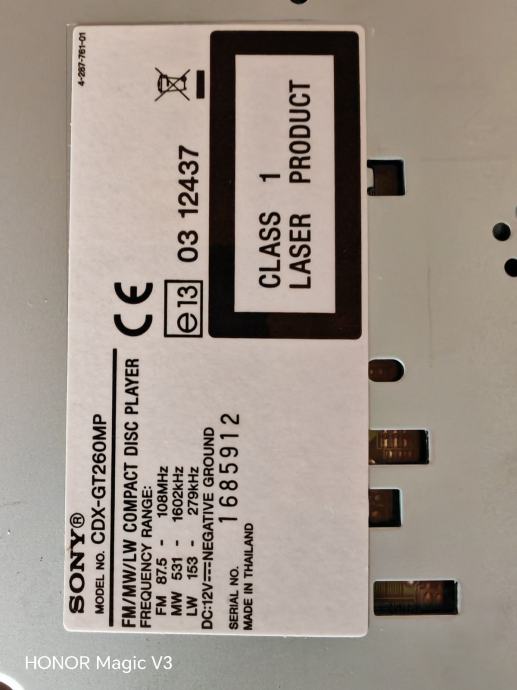 SONY®
MODEL NO. CDX-GT260MP
FM/MW/LW COMPACT DISC PLAYER
FREQUENCY RANGE:
FM 87.5 - 108MHz
MW 531 - 1602kHz
LW 153 - 279kHz
DC:12V⎓NEGATIVE GROUND
SERIAL NO. 1685912
MADE IN THAILAND
CE
e13 03 12437
4-287-761-01
CLASS 1
LASER PRODUCT
HONOR Magic V3